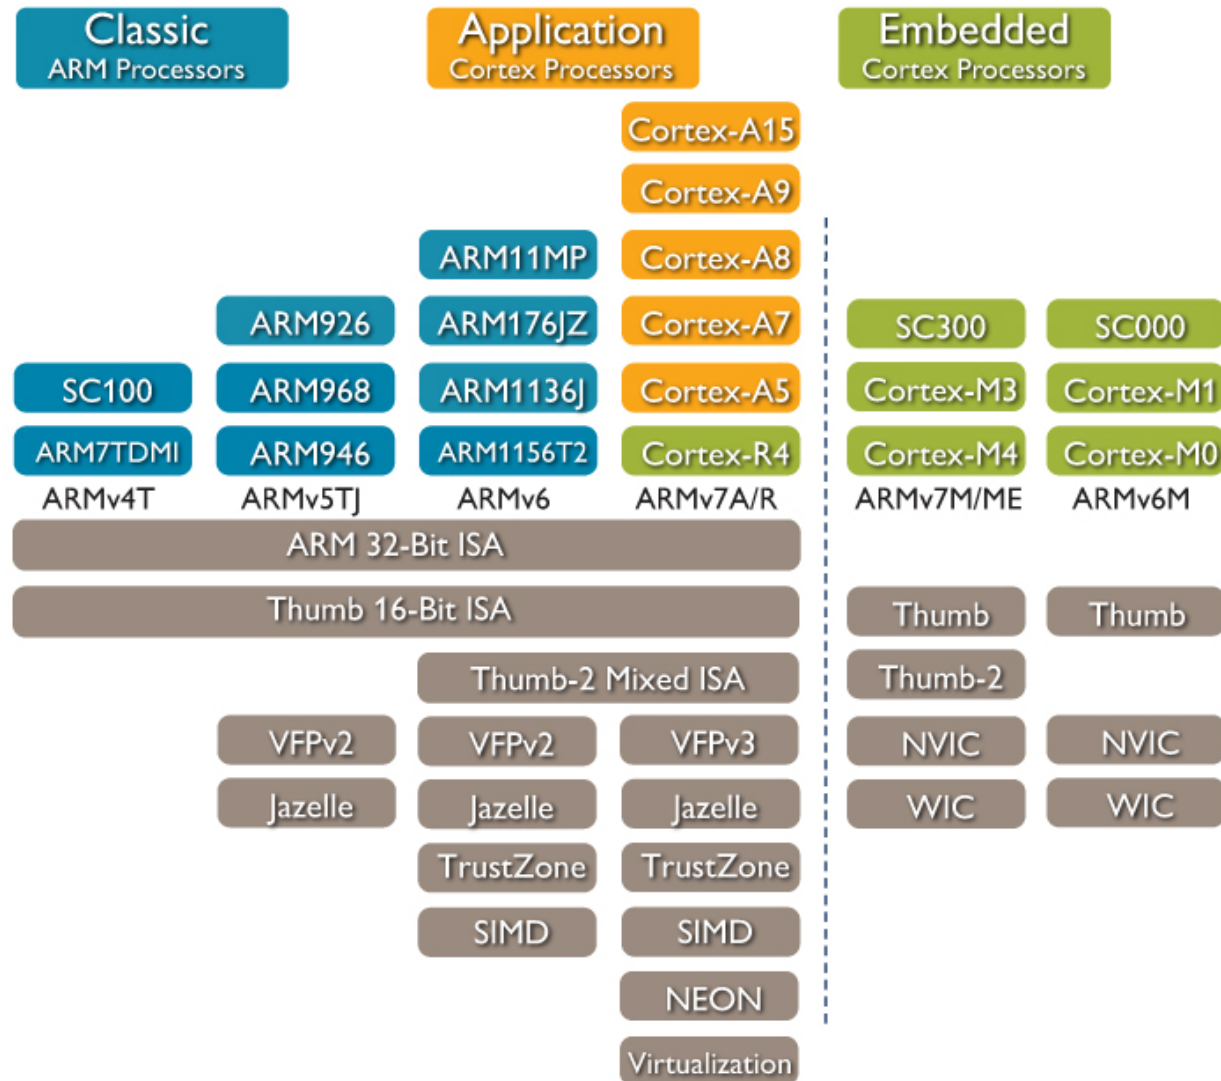 Classic
ARM Processors
Application
Cortex Processors
Embedded
Cortex Processors
Cortex-A15
Cortex-A9
ARM11MP
Cortex-A8
ARM926
ARM176JZ
Cortex-A7
SC300
SC000
SC100
ARM968
ARM1136J
Cortex-A5
Cortex-M3
Cortex-M1
ARM7TDMI
ARM946
ARM1156T2
Cortex-R4
Cortex-M4
Cortex-M0
ARMv4T
ARMv5TJ
ARMv6
ARMv7A/R
ARMv7M/ME
ARMv6M
ARM 32-Bit ISA
Thumb 16-Bit ISA
Thumb
Thumb
Thumb-2 Mixed ISA
Thumb-2
VFPv2
VFPv2
VFPv3
NVIC
NVIC
Jazelle
Jazelle
Jazelle
WIC
WIC
TrustZone
TrustZone
SIMD
SIMD
NEON
Virtualization